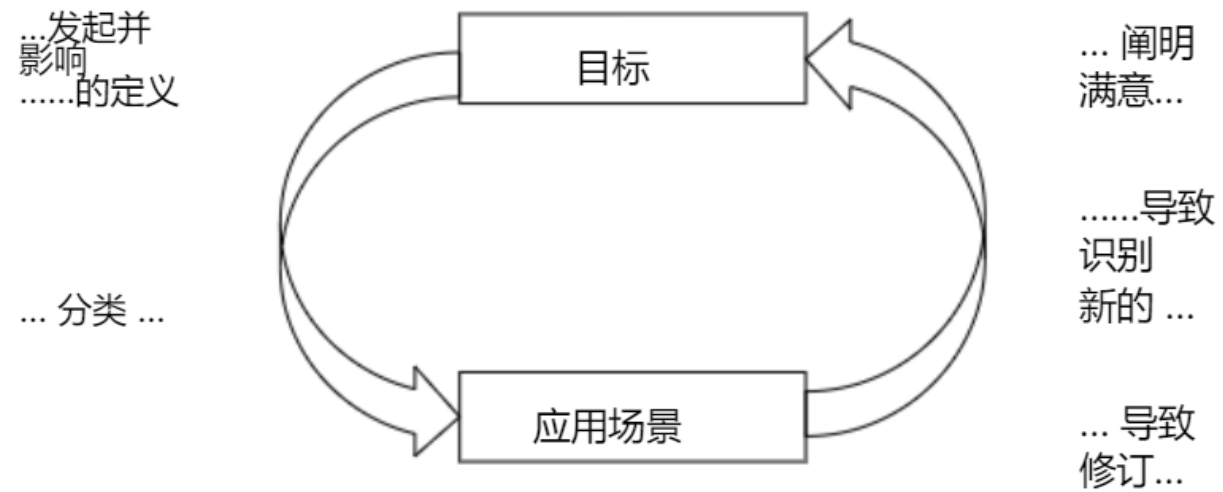 ...发起并
影响
......的定义
... 分类 ...
目标
应用场景
... 阐明
满意...
......导致
识别
新的 ...
... 导致
修订...